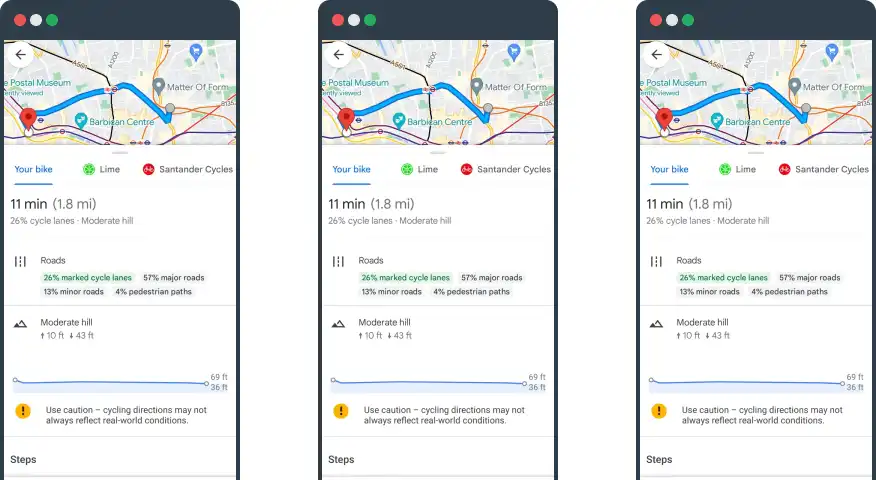 A501
A1200
e Postal Museum
ently viewed
Matter Of Form
Barbican Centre
Your bike
Lime
Santander Cycles
11 min (1.8 mi)
26% cycle lanes · Moderate hill
Roads
26% marked cycle lanes
57% major roads
13% minor roads
4% pedestrian paths
Moderate hill
10 ft
43 ft
69 ft
36 ft
Use caution – cycling directions may not
always reflect real-world conditions.
Steps
A501
A1200
e Postal Museum
ently viewed
Matter Of Form
Barbican Centre
Your bike
Lime
Santander Cycles
11 min (1.8 mi)
26% cycle lanes · Moderate hill
Roads
26% marked cycle lanes
57% major roads
13% minor roads
4% pedestrian paths
Moderate hill
10 ft
43 ft
69 ft
36 ft
Use caution – cycling directions may not
always reflect real-world conditions.
Steps
A501
A1200
e Postal Museum
ently viewed
Matter Of Form
Barbican Centre
Your bike
Lime
Santander Cycles
11 min (1.8 mi)
26% cycle lanes · Moderate hill
Roads
26% marked cycle lanes
57% major roads
13% minor roads
4% pedestrian paths
Moderate hill
10 ft
43 ft
69 ft
36 ft
Use caution – cycling directions may not
always reflect real-world conditions.
Steps